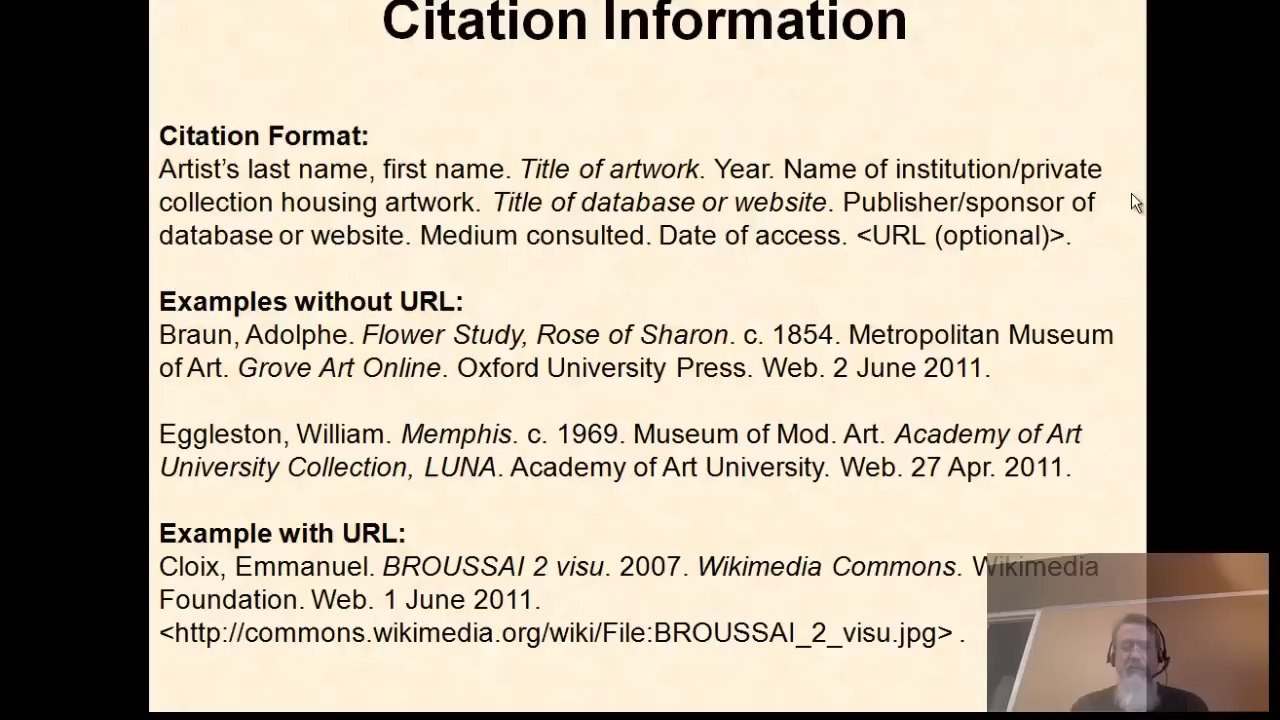 Citation Information
Citation Format:
Artist's last name, first name. Title of artwork. Year. Name of institution/private
collection housing artwork. Title of database or website. Publisher/sponsor of
database or website. Medium consulted. Date of access. <URL (optional)>.
Examples without URL:
Braun, Adolphe. Flower Study, Rose of Sharon. c. 1854. Metropolitan Museum
of Art. Grove Art Online. Oxford University Press. Web. 2 June 2011.
Eggleston, William. Memphis. c. 1969. Museum of Mod. Art. Academy of Art
University Collection, LUNA. Academy of Art University. Web. 27 Apr. 2011.
Example with URL:
Cloix, Emmanuel. BROUSSAI 2 visu. 2007. Wikimedia Commons. Wikimedia
Foundation. Web. 1 June 2011.
<http://commons.wikimedia.org/wiki/File:BROUSSAI_2_visu.jpg> .